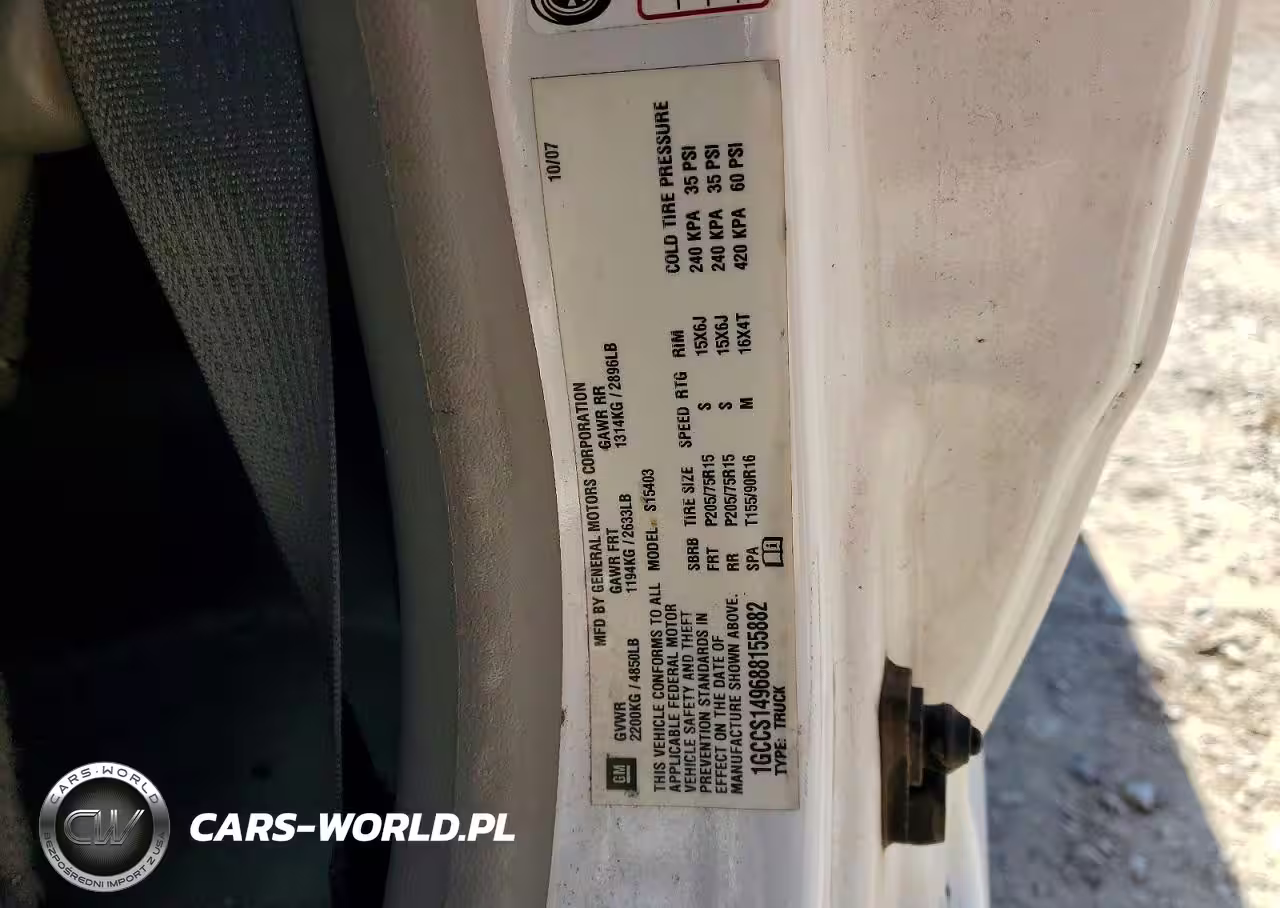 MFD BY GENERAL MOTORS CORPORATION 10/07
GVWR GAWR FRT GAWR RR
2200KG / 4850LB 1194KG / 2633LB 1314KG / 2896LB
GM
THIS VEHICLE CONFORMS TO ALL
APPLICABLE FEDERAL MOTOR
VEHICLE SAFETY AND THEFT
PREVENTION STANDARDS IN
EFFECT ON THE DATE OF
MANUFACTURE SHOWN ABOVE.
1GCCS149688155882
TYPE: TRUCK
MODEL: S15403
SBRB TIRE SIZE SPEED RTG RIM COLD TIRE PRESSURE
FRT P205/75R15 S 15X6J 240 KPA 35 PSI
RR P205/75R15 S 15X6J 240 KPA 35 PSI
SPA T155/90R16 M 16X4T 420 KPA 60 PSI
CARS-WORLD
CW
BEZPOŚREDNI IMPORT Z USA
CARS-WORLD.PL